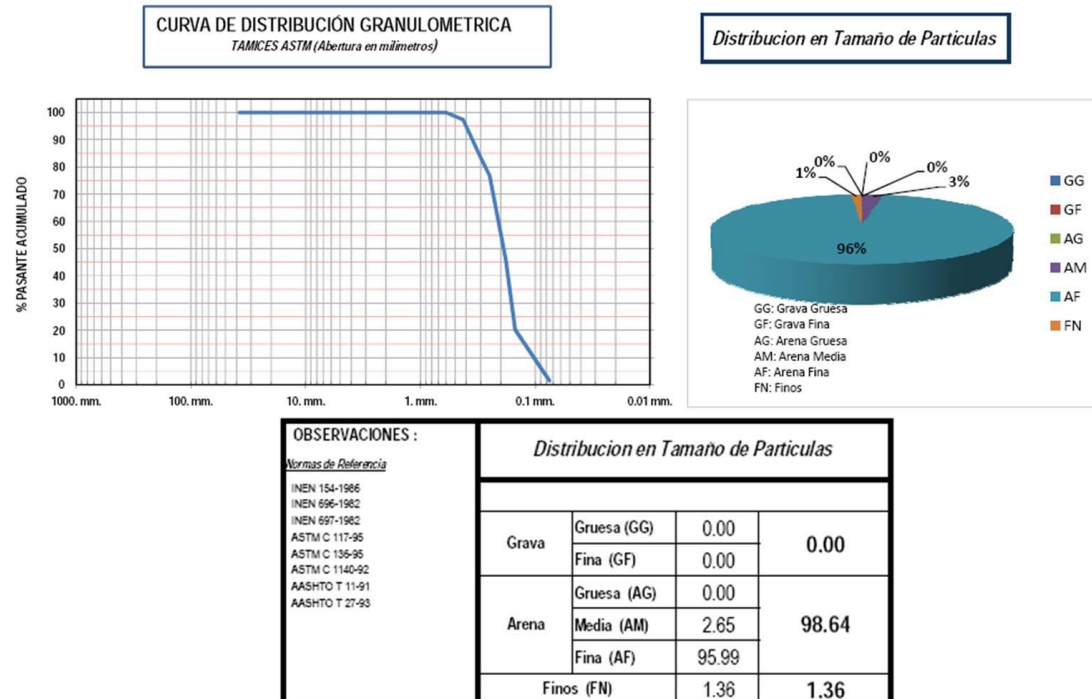 CURVA DE DISTRIBUCIÓN GRANULOMETRICA
TAMICES ASTM (Abertura en milimetros)
Distribucion en Tamaño de Particulas
% PASANTE ACUMULADO
100
90
80
70
60
50
40
30
20
10
0
1000. mm.
100. mm.
10. mm.
1. mm.
0.1 mm.
0.01 mm.
1%
0%
0%
0%
3%
96%
GG
GF
AG
AM
AF
FN
GG: Grava Gruesa
GF: Grava Fina
AG: Arena Gruesa
AM: Arena Media
AF: Arena Fina
FN: Finos
OBSERVACIONES :
Normas de Referencia
INEN 154-1986
INEN 696-1982
INEN 697-1982
ASTM C 117-95
ASTM C 136-95
ASTM C 1140-92
AASHTO T 11-91
AASHTO T 27-93
Distribucion en Tamaño de Particulas
Grava
Gruesa (GG) 0.00
Fina (GF) 0.00
0.00
Arena
Gruesa (AG) 0.00
Media (AM) 2.65
Fina (AF) 95.99
98.64
Finos (FN) 1.36 1.36